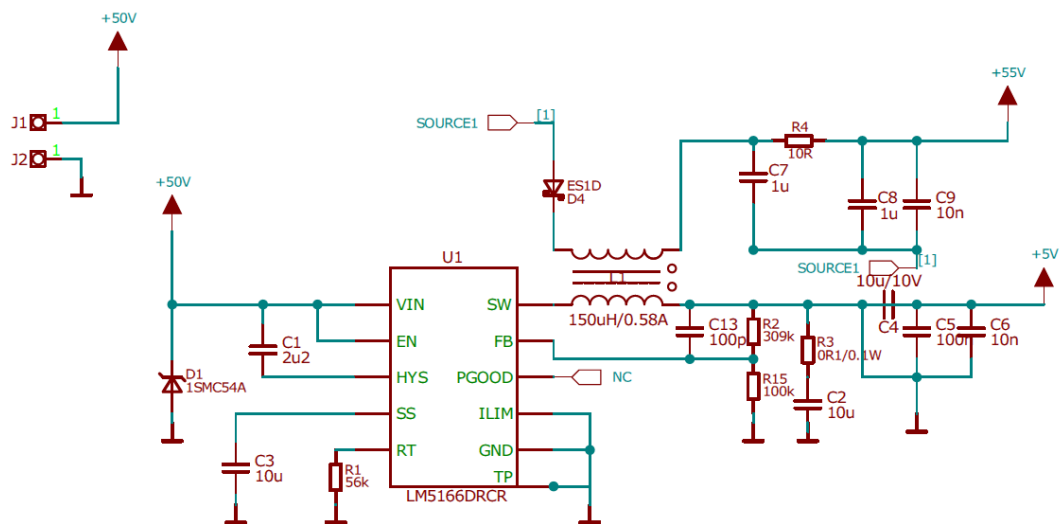 +50V
J1
1
J2
1
+50V
SOURCE1
[1]
ES1D
D4
R4
10R
C7
1u
C8
1u
C9
10n
+55V
SOURCE1
[1]
10u/10V
+5V
U1
VIN
SW
EN
FB
HYS
PGOOD
SS
ILIM
RT
GND
TP
LM5166DRCR
150uH/0.58A
C1
2u2
D1
1SMC54A
C3
10u
R1
56k
NC
C13
100p
R2
309k
R15
100k
R3
0R1/0.1W
C2
10u
C4
C5
100n
C6
10n